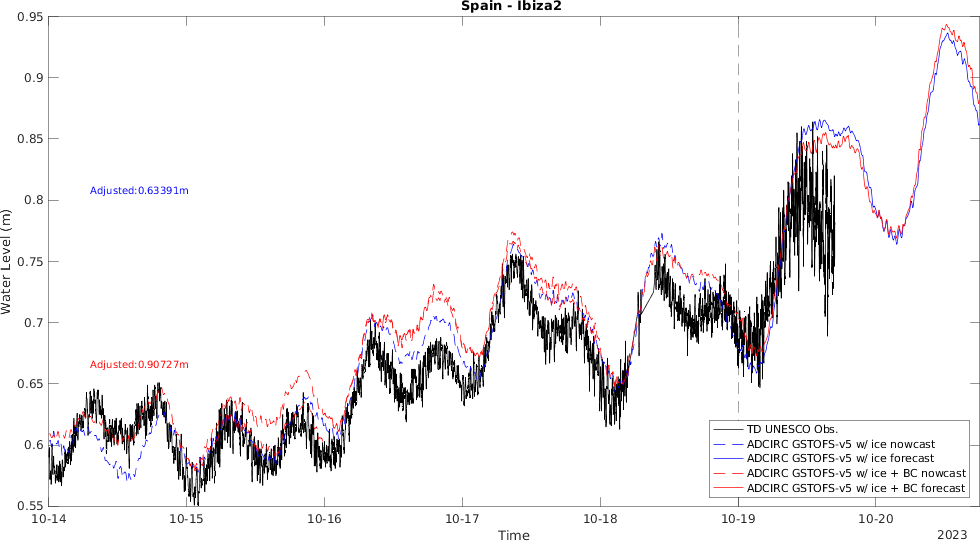 Spain - Ibiza2
0.95
0.9
0.85
0.8
0.75
0.7
0.65
0.6
0.55
Water Level (m)
Adjusted:0.63391m
Adjusted:0.90727m
TD UNESCO Obs.
ADCIRC GSTOFS-v5 w/ ice nowcast
ADCIRC GSTOFS-v5 w/ ice forecast
ADCIRC GSTOFS-v5 w/ ice + BC nowcast
ADCIRC GSTOFS-v5 w/ ice + BC forecast
10-14 10-15 10-16 10-17 10-18 10-19 10-20
Time
2023